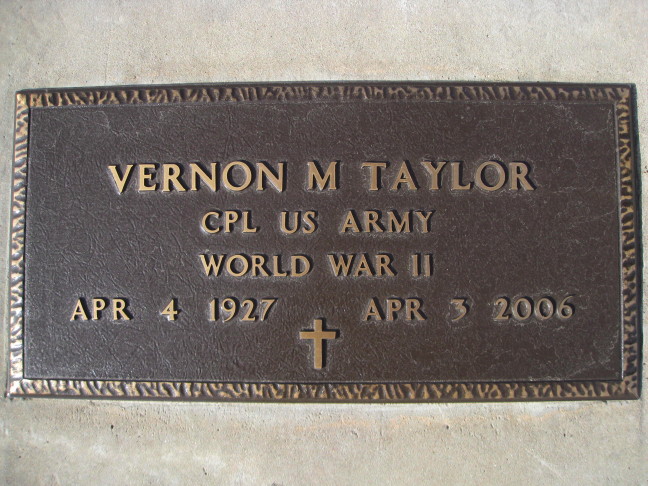 VERNON M TAYLOR
CPL US ARMY
WORLD WAR II
APR 4 1927 APR 3 2006